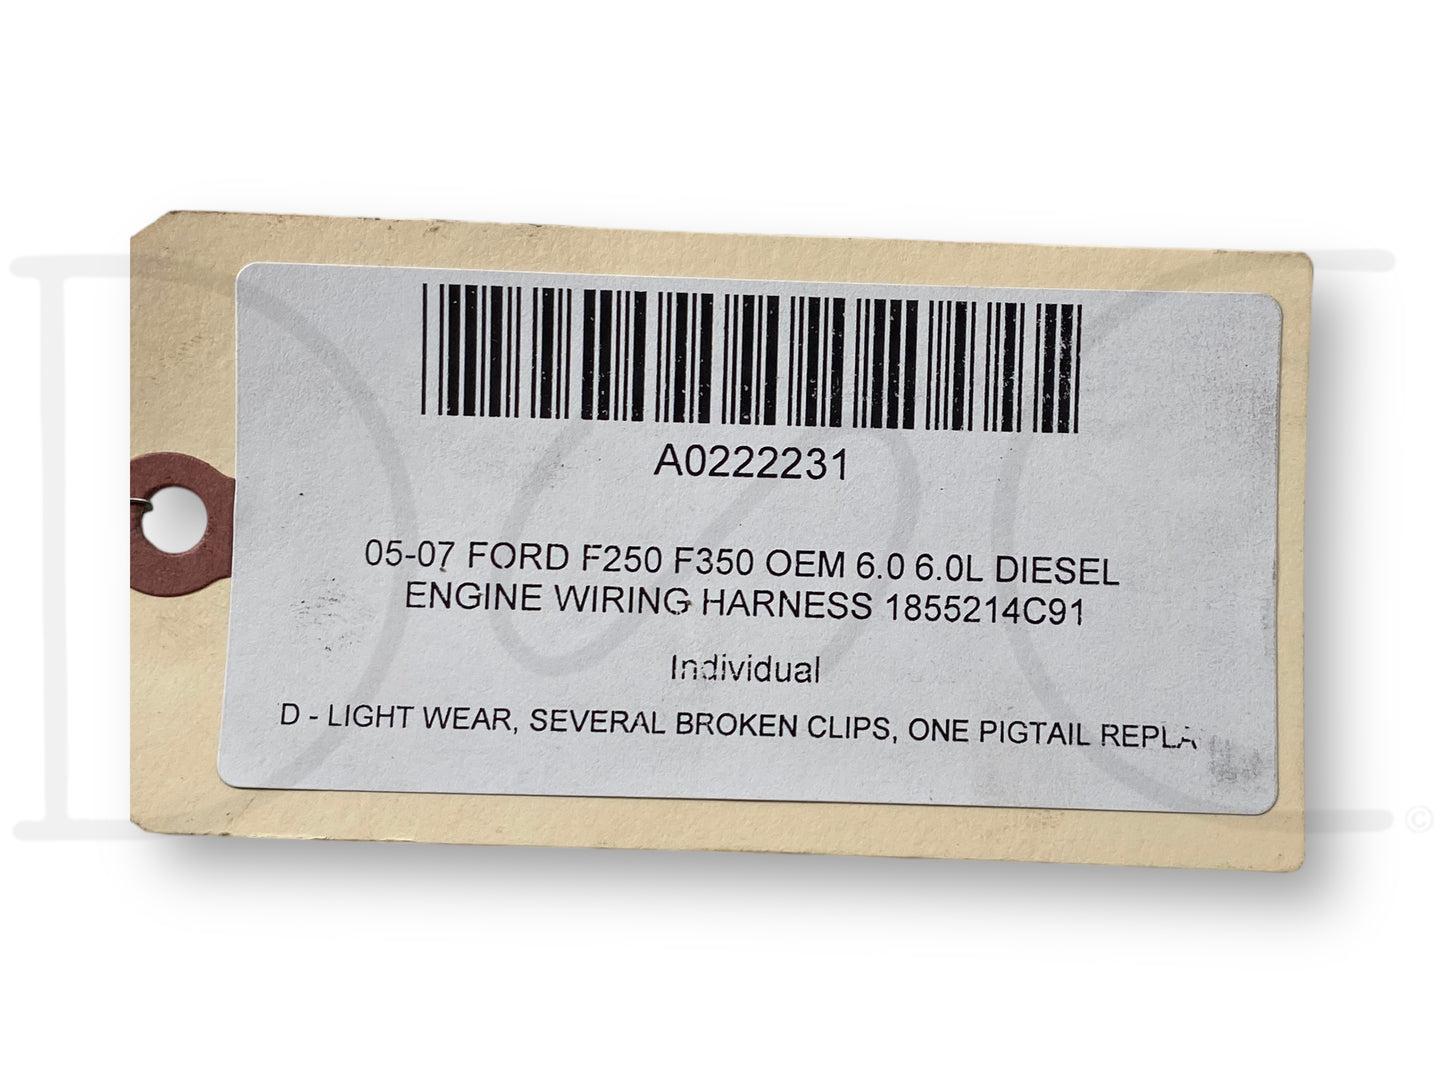 A0222231
05-07 FORD F250 F350 OEM 6.0 6.0L DIESEL
ENGINE WIRING HARNESS 1855214C91
Individual
D - LIGHT WEAR, SEVERAL BROKEN CLIPS, ONE PIGTAIL REPLA
©